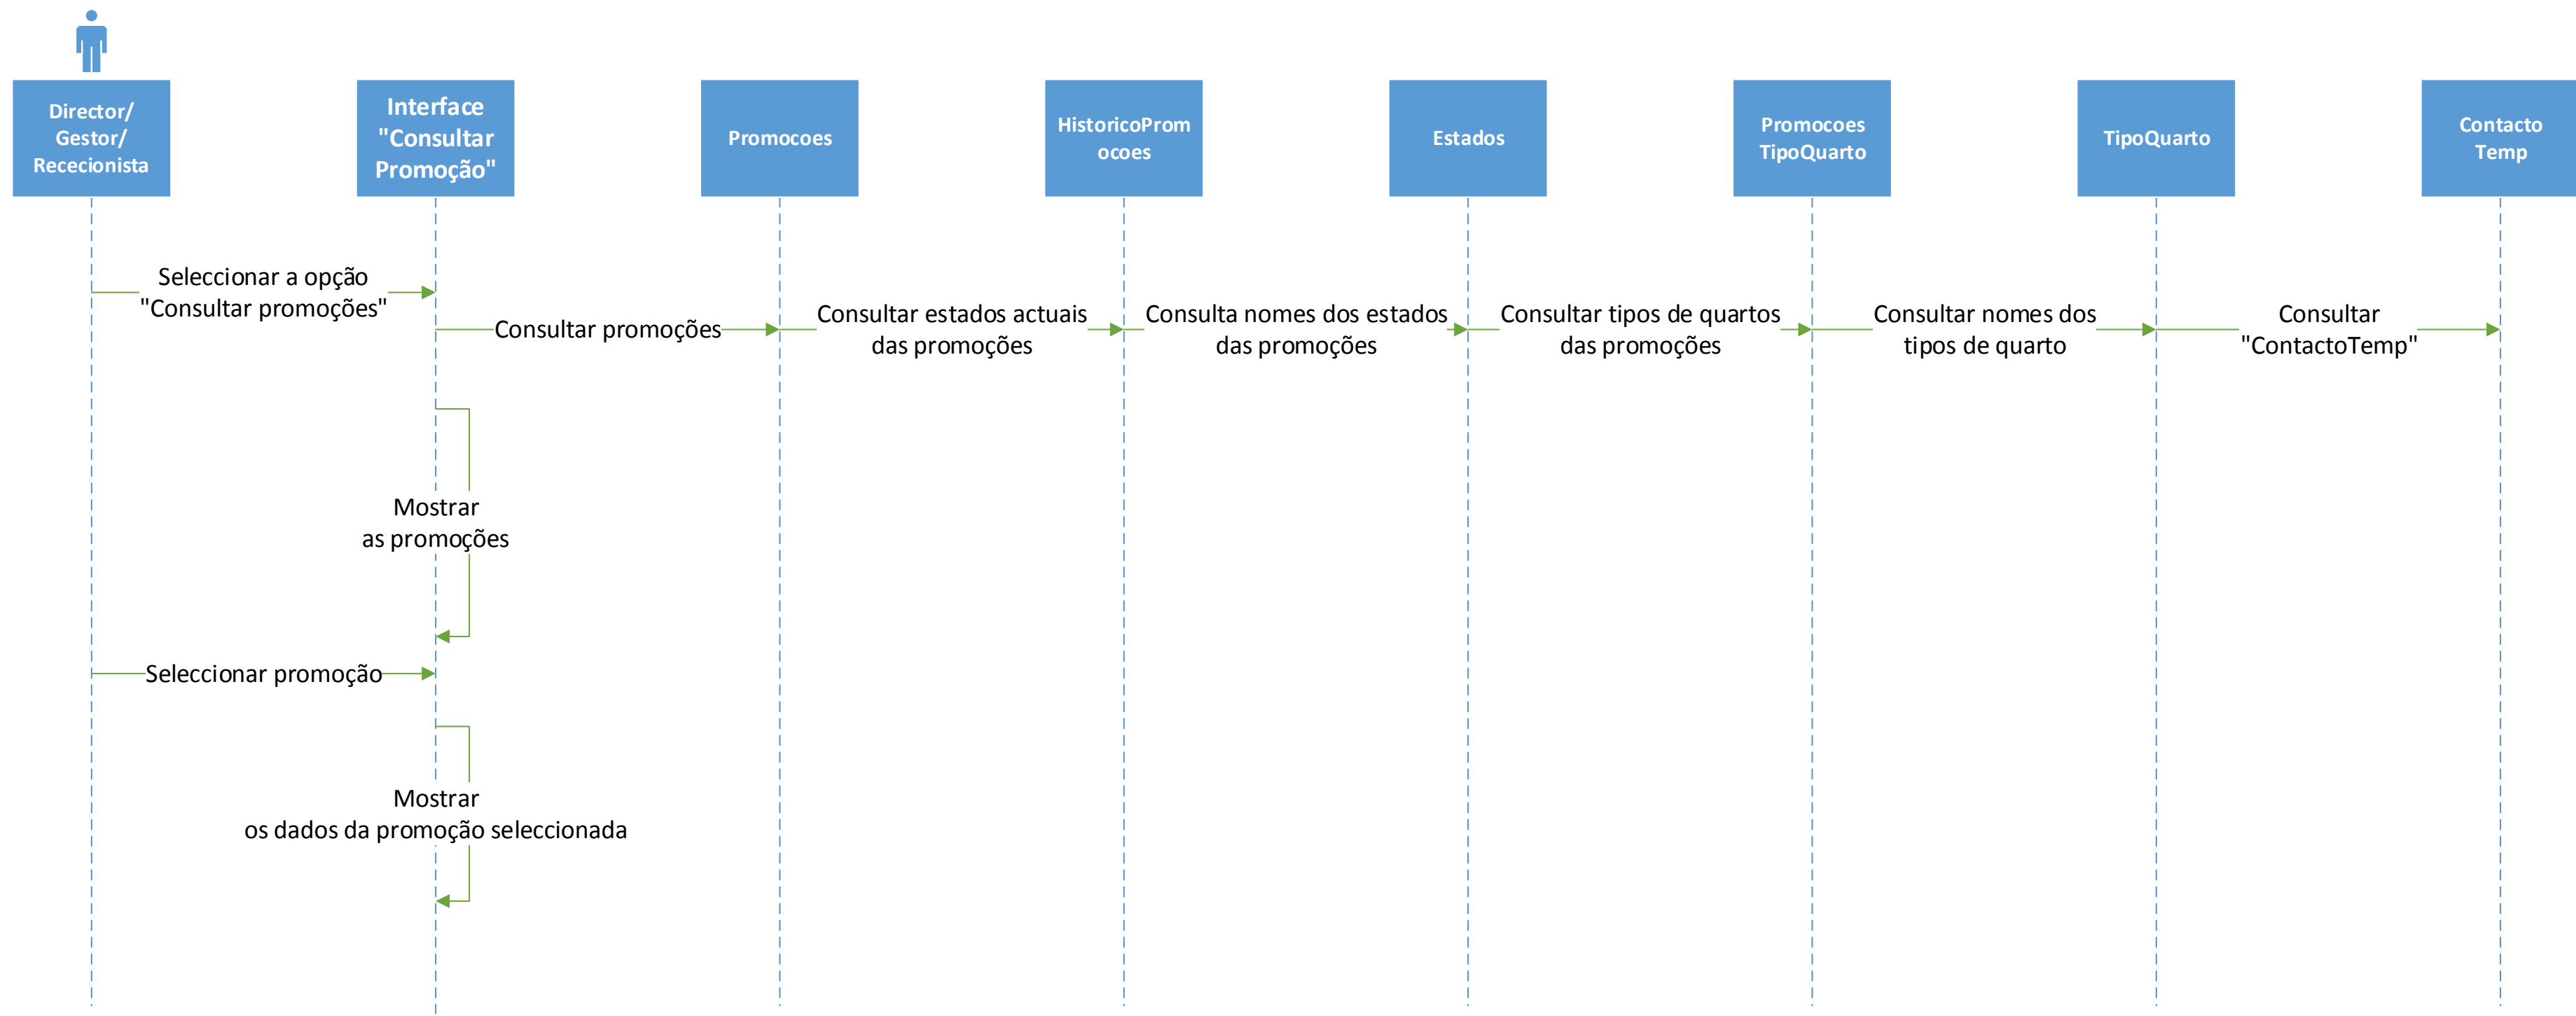 Director/
Gestor/
Rececionista
Interface
"Consultar
Promoção"
Promocoes
HistoricoProm
ocoes
Estados
Promocoes
TipoQuarto
TipoQuarto
Contacto
Temp
Seleccionar a opção
"Consultar promoções"
Consultar promoções
Consultar estados actuais
das promoções
Consulta nomes dos estados
das promoções
Consultar tipos de quartos
das promoções
Consultar nomes dos
tipos de quarto
Consultar
"ContactoTemp"
Mostrar
as promoções
Seleccionar promoção
Mostrar
os dados da promoção seleccionada